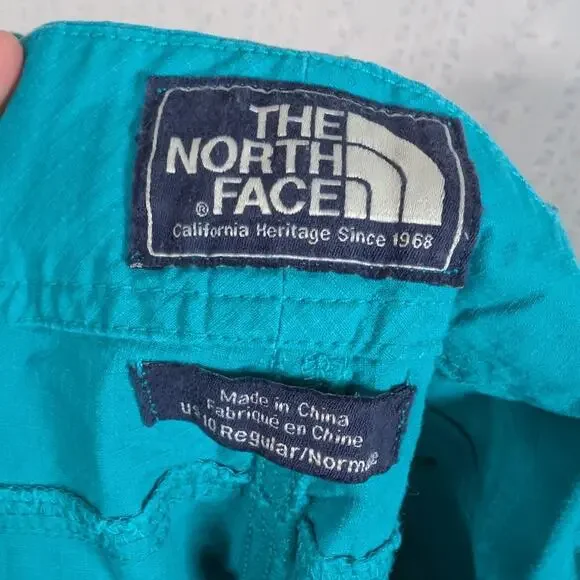 THE
NORTH
FACE
®
California Heritage Since 1968
Made in China
Fabriqué en Chine
US 10 Regular/Normale